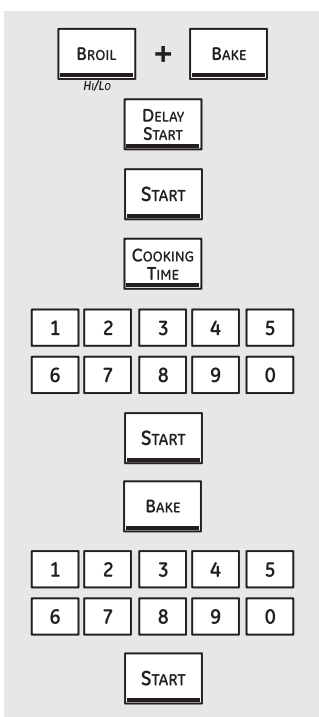 BROIL + BAKE
HI/LO
DELAY
START
START
COOKING
TIME
1 2 3 4 5
6 7 8 9 0
START
BAKE
1 2 3 4 5
6 7 8 9 0
START